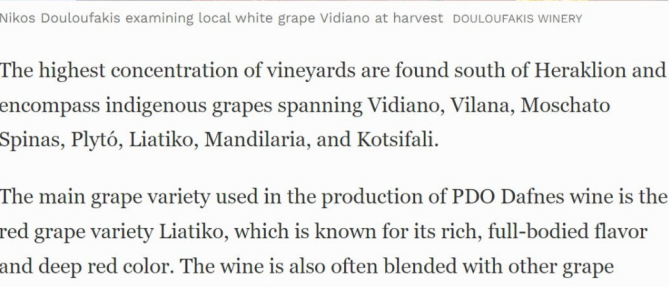 Nikos Douloufakis examining local white grape Vidiano at harvest DOULOUFAKIS WINERY
The highest concentration of vineyards are found south of Heraklion and
encompass indigenous grapes spanning Vidiano, Vilana, Moschato
Spinas, Plytó, Liatiko, Mandilaria, and Kotsifali.
The main grape variety used in the production of PDO Dafnes wine is the
red grape variety Liatiko, which is known for its rich, full-bodied flavor
and deep red color. The wine is also often blended with other grape